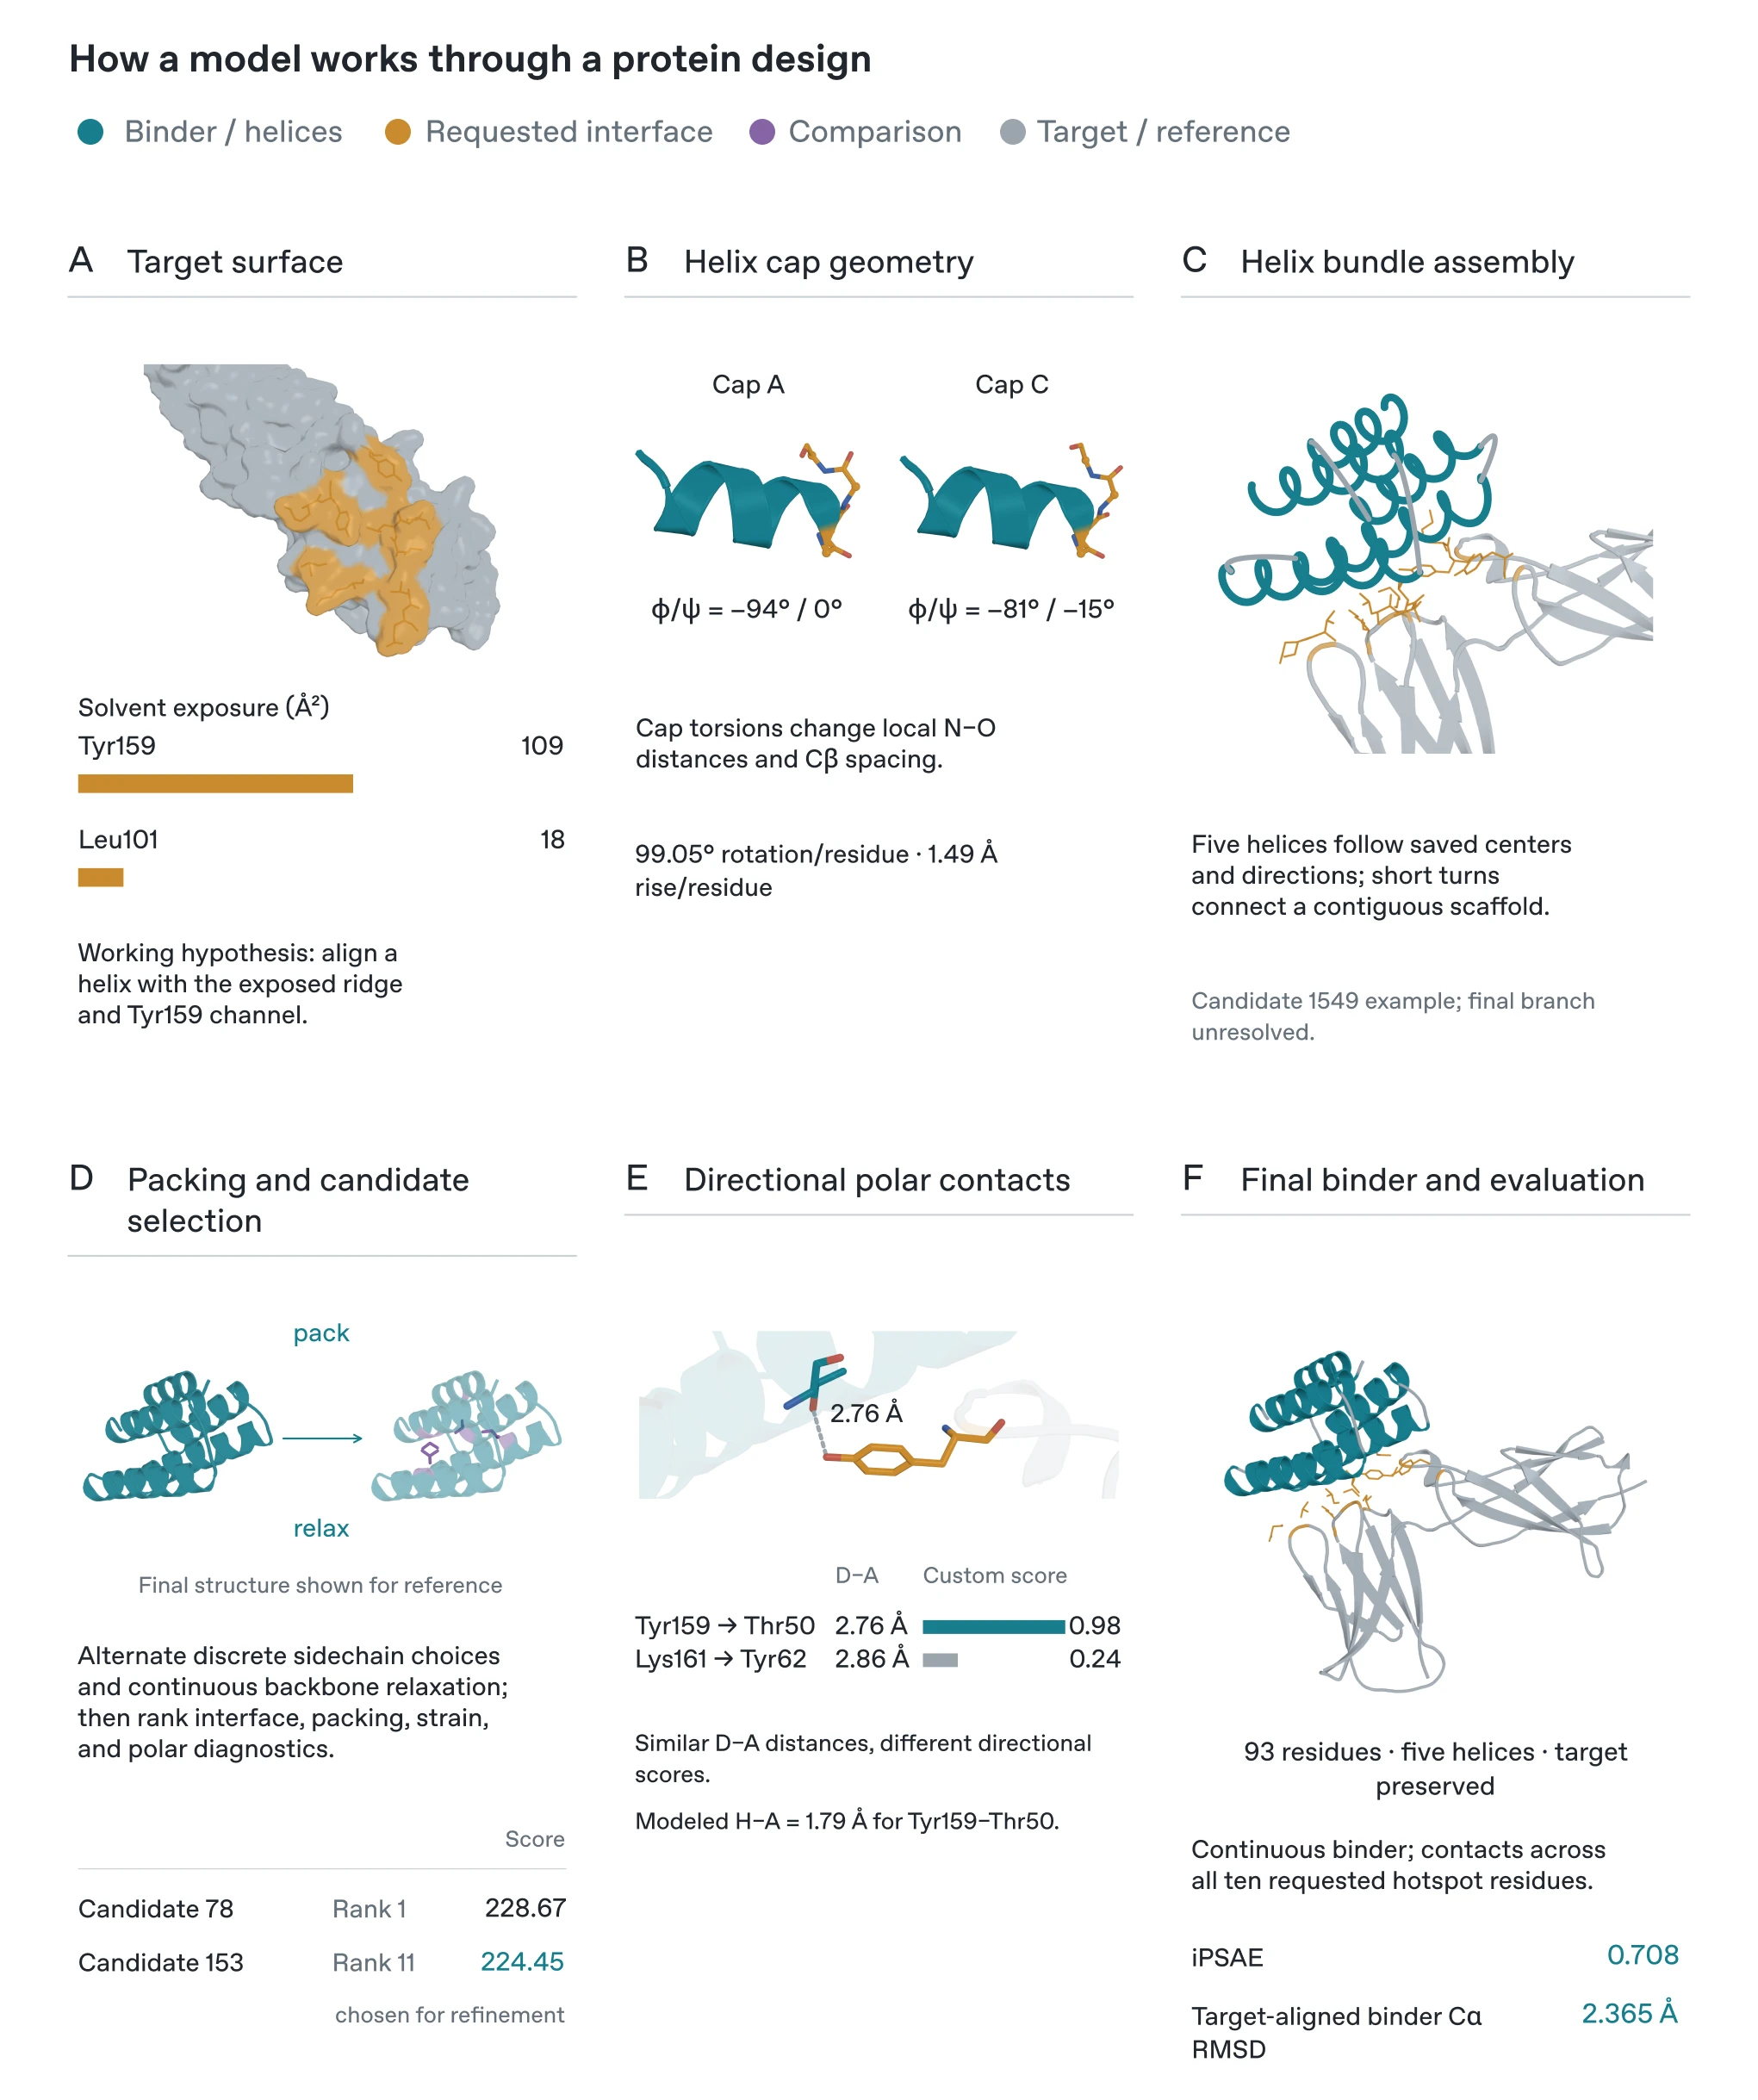 How a model works through a protein design
Binder / helices
Requested interface
Comparison
Target / reference
A Target surface
Solvent exposure (Å²)
Tyr159 109
Leu101 18
Working hypothesis: align a
helix with the exposed ridge
and Tyr159 channel.
B Helix cap geometry
Cap A
Cap C
ϕ/ψ = −94° / 0°
ϕ/ψ = −81° / −15°
Cap torsions change local N−O
distances and Cβ spacing.
99.05° rotation/residue · 1.49 Å
rise/residue
C Helix bundle assembly
Five helices follow saved centers
and directions; short turns
connect a contiguous scaffold.
Candidate 1549 example; final branch
unresolved.
D Packing and candidate
selection
pack
relax
Final structure shown for reference
Alternate discrete sidechain choices
and continuous backbone relaxation;
then rank interface, packing, strain,
and polar diagnostics.
Score
Candidate 78 Rank 1 228.67
Candidate 153 Rank 11 224.45
chosen for refinement
E Directional polar contacts
2.76 Å
D−A Custom score
Tyr159 → Thr50 2.76 Å 0.98
Lys161 → Tyr62 2.86 Å 0.24
Similar D−A distances, different directional
scores.
Modeled H−A = 1.79 Å for Tyr159−Thr50.
F Final binder and evaluation
93 residues · five helices · target
preserved
Continuous binder; contacts across
all ten requested hotspot residues.
iPSAE 0.708
Target-aligned binder Cα 2.365 Å
RMSD